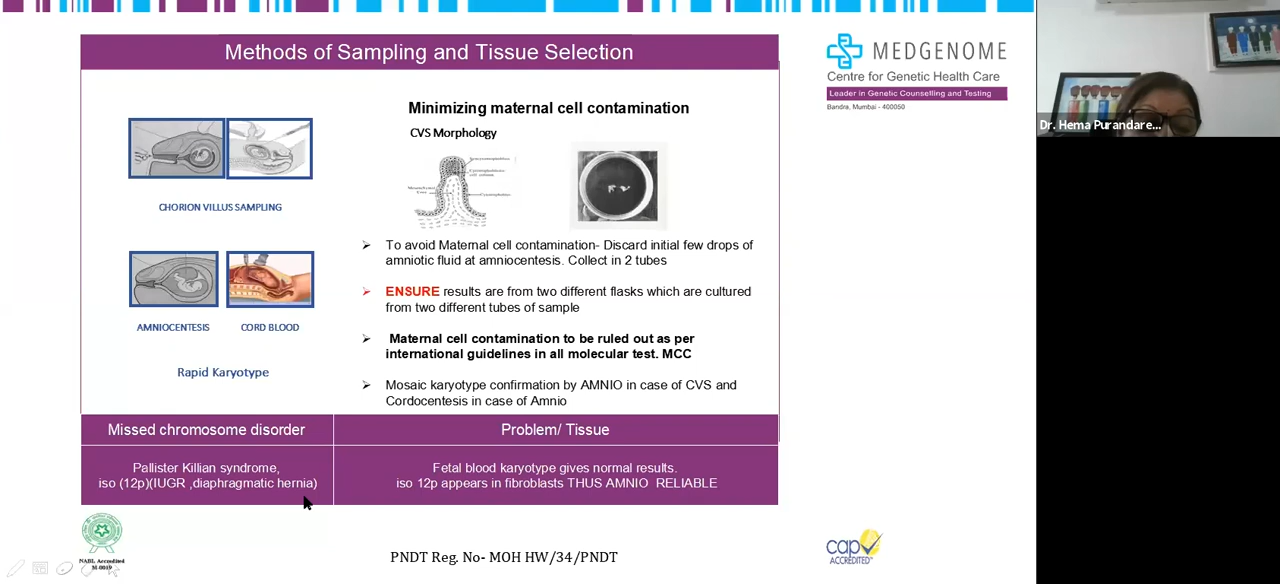 Methods of Sampling and Tissue Selection
MEDGENOME
Centre for Genetic Health Care
Leader in Genetic Counselling and Testing
Bandra, Mumbai - 400050
Dr. Hema Purandare...
Minimizing maternal cell contamination
CVS Morphology
CHORION VILLUS SAMPLING
➢ To avoid Maternal cell contamination- Discard initial few drops of
amniotic fluid at amniocentesis. Collect in 2 tubes
➢ ENSURE results are from two different flasks which are cultured
from two different tubes of sample
AMNIOCENTESIS
CORD BLOOD
➢ Maternal cell contamination to be ruled out as per
international guidelines in all molecular test. MCC
Rapid Karyotype
➢ Mosaic karyotype confirmation by AMNIO in case of CVS and
Cordocentesis in case of Amnio
Missed chromosome disorder
Problem/ Tissue
Pallister Killian syndrome,
iso (12p)(IUGR ,diaphragmatic hernia)
Fetal blood karyotype gives normal results.
iso 12p appears in fibroblasts THUS AMNIO RELIABLE
NABL Accredited
PNDT Reg. No- MOH HW/34/PNDT
cap
ACCREDITED